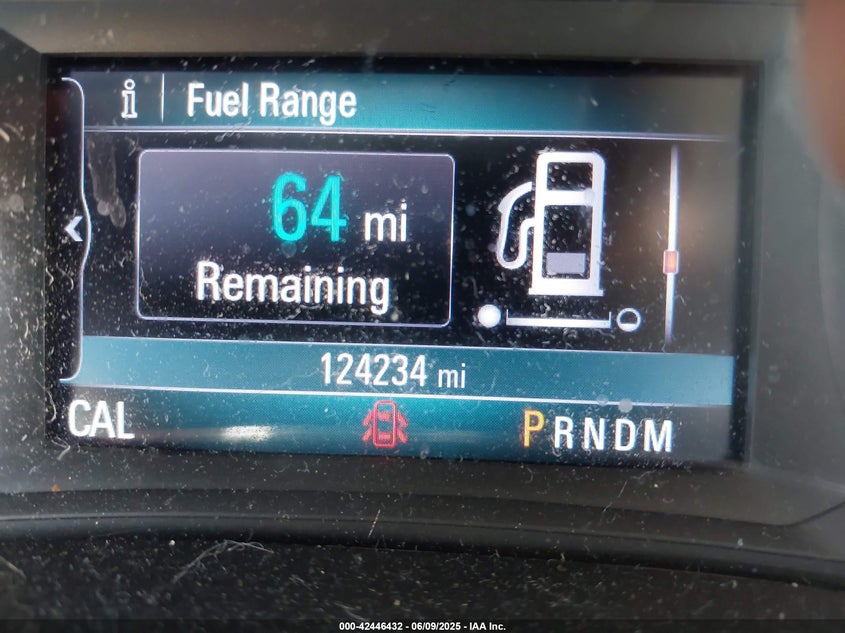 i Fuel Range
64 mi
Remaining
124234 mi
CAL PRNDM
000-42446432 - 06/09/2025 - IAA Inc.